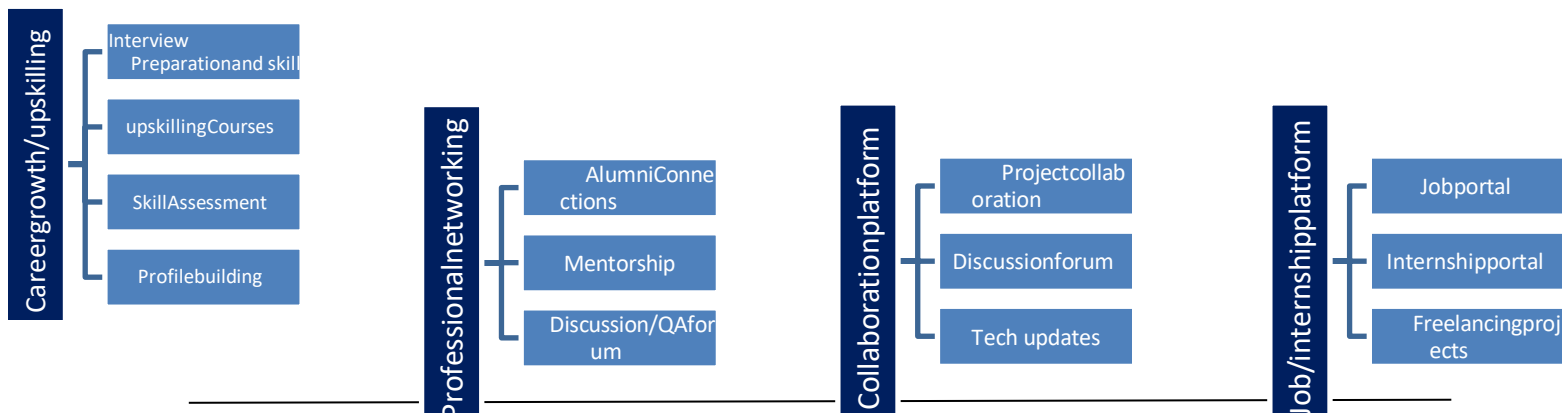 Careergrowth/upskilling
Interview
Preparationand skill
upskillingCourses
SkillAssessment
Profilebuilding
Professionalnetworking
AlumniConne
ctions
Mentorship
Discussion/QAfor
um
Collaborationplatform
Projectcollab
oration
Discussionforum
Tech updates
Job/internshipplatform
Jobportal
Internshipportal
Freelancingproj
ects